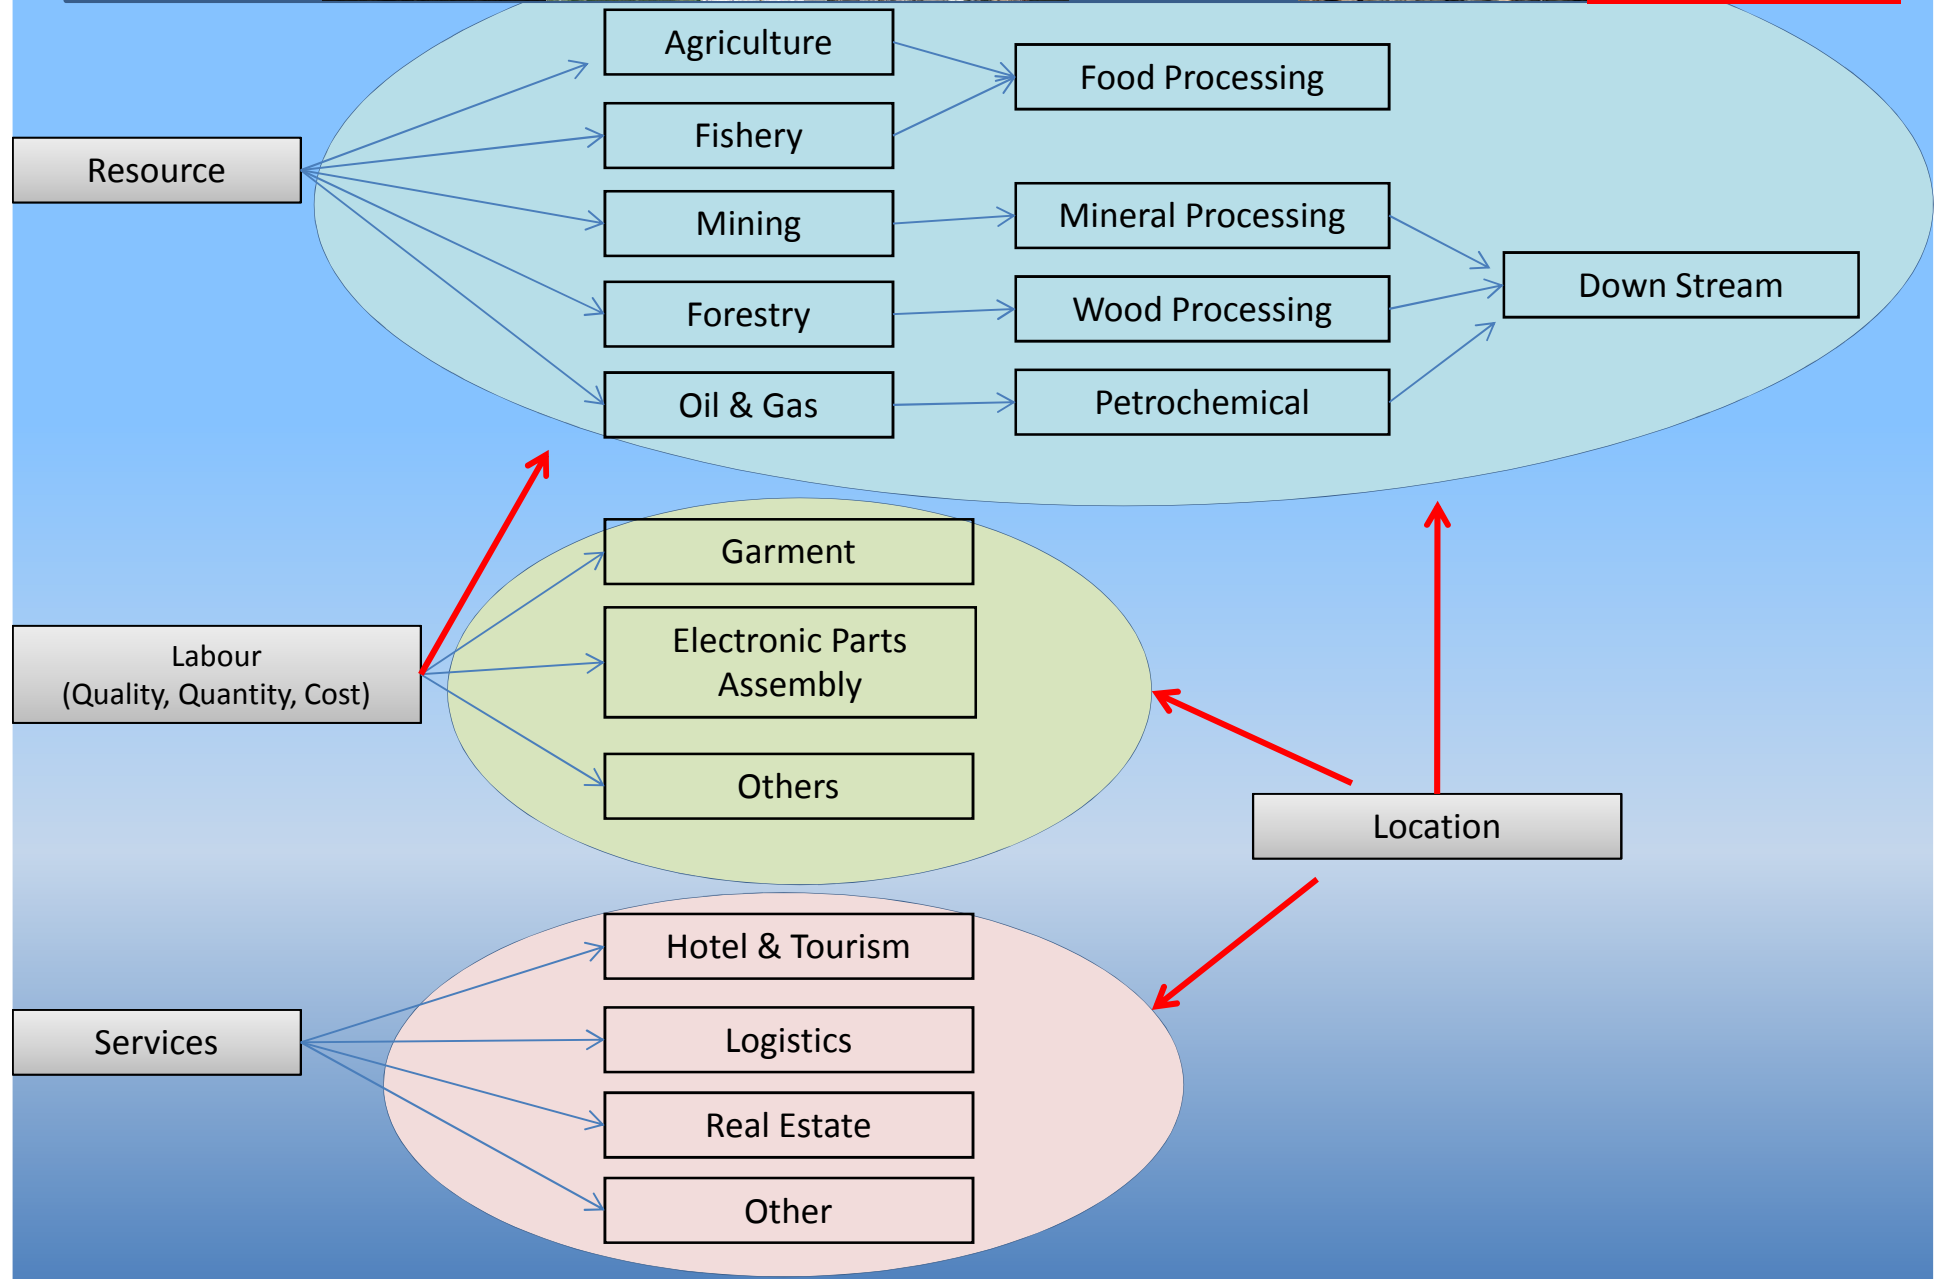 Agriculture
Food Processing
Fishery
Resource
Mining
Mineral Processing
Down Stream
Forestry
Wood Processing
Oil & Gas
Petrochemical
Garment
Electronic Parts
Assembly
Labour
(Quality, Quantity, Cost)
Others
Location
Hotel & Tourism
Services
Logistics
Real Estate
Other